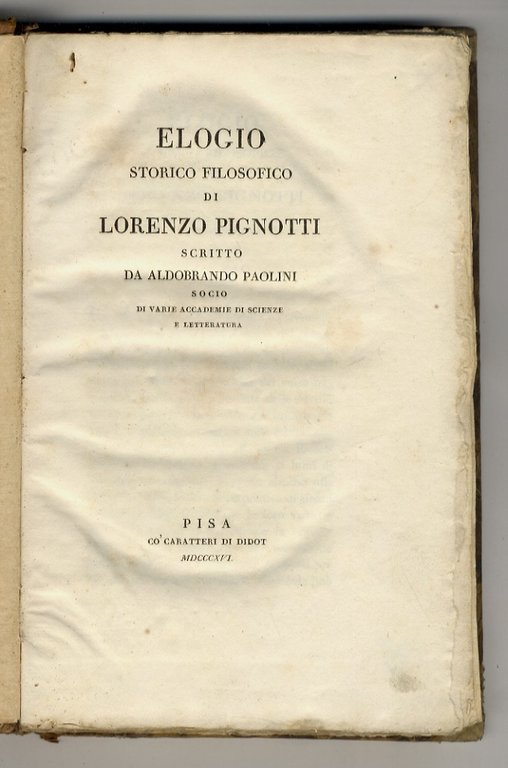 ELOGIO
STORICO FILOSOFICO
DI
LORENZO PIGNOTTI
SCRITTO
DA ALDOBRANDO PAOLINI
SOCIO
DI VARIE ACCADEMIE DI SCIENZE
E LETTERATURA
PISA
CO' CARATTERI DI DIDOT
MDCCCXVI.